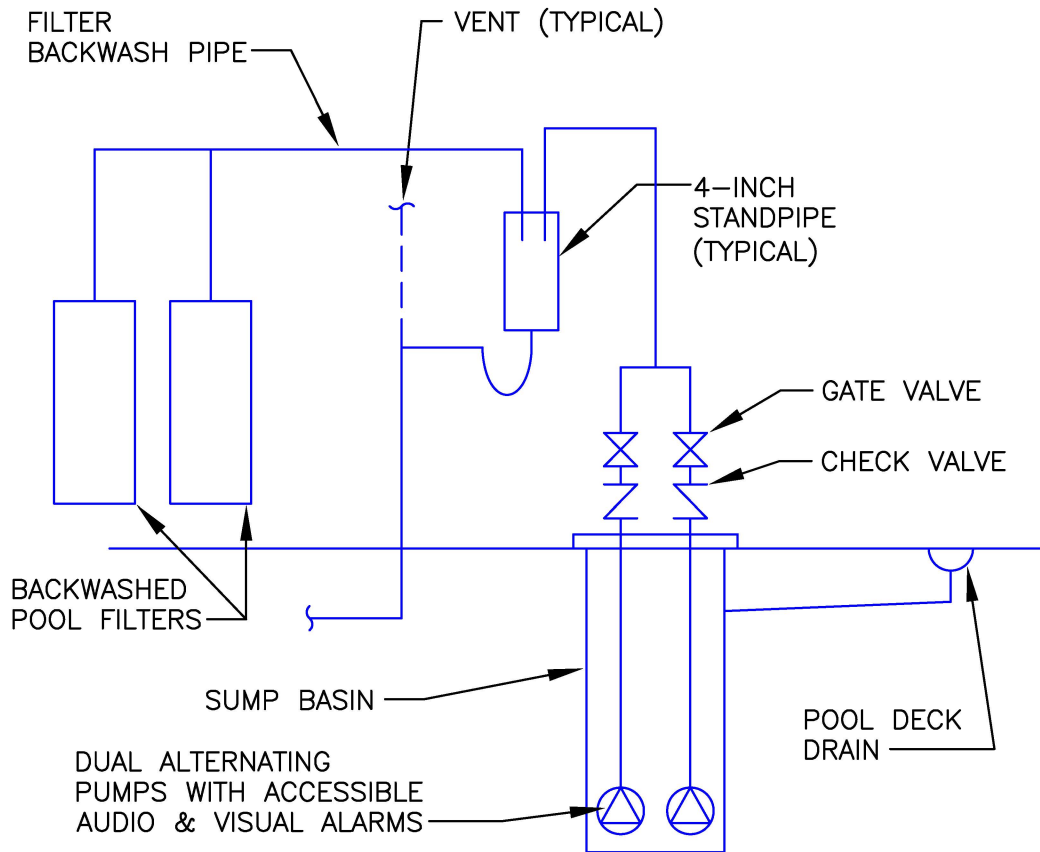 FILTER
BACKWASH PIPE
VENT (TYPICAL)
4-INCH
STANDPIPE
(TYPICAL)
GATE VALVE
CHECK VALVE
BACKWASHED
POOL FILTERS
SUMP BASIN
POOL DECK
DRAIN
DUAL ALTERNATING
PUMPS WITH ACCESSIBLE
AUDIO & VISUAL ALARMS